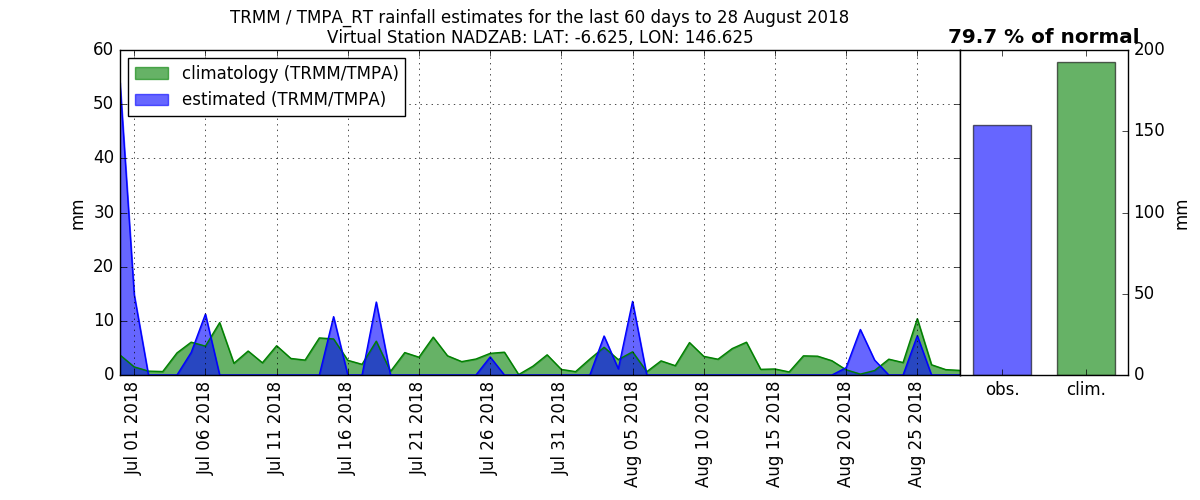 TRMM / TMPA_RT rainfall estimates for the last 60 days to 28 August 2018
Virtual Station NADZAB: LAT: -6.625, LON: 146.625
79.7 % of normal
climatology (TRMM/TMPA)
estimated (TRMM/TMPA)
mm
60
50
40
30
20
10
0
Jul 01 2018
Jul 06 2018
Jul 11 2018
Jul 16 2018
Jul 21 2018
Jul 26 2018
Jul 31 2018
Aug 05 2018
Aug 10 2018
Aug 15 2018
Aug 20 2018
Aug 25 2018
200
150
100
50
0
mm
obs.
clim.